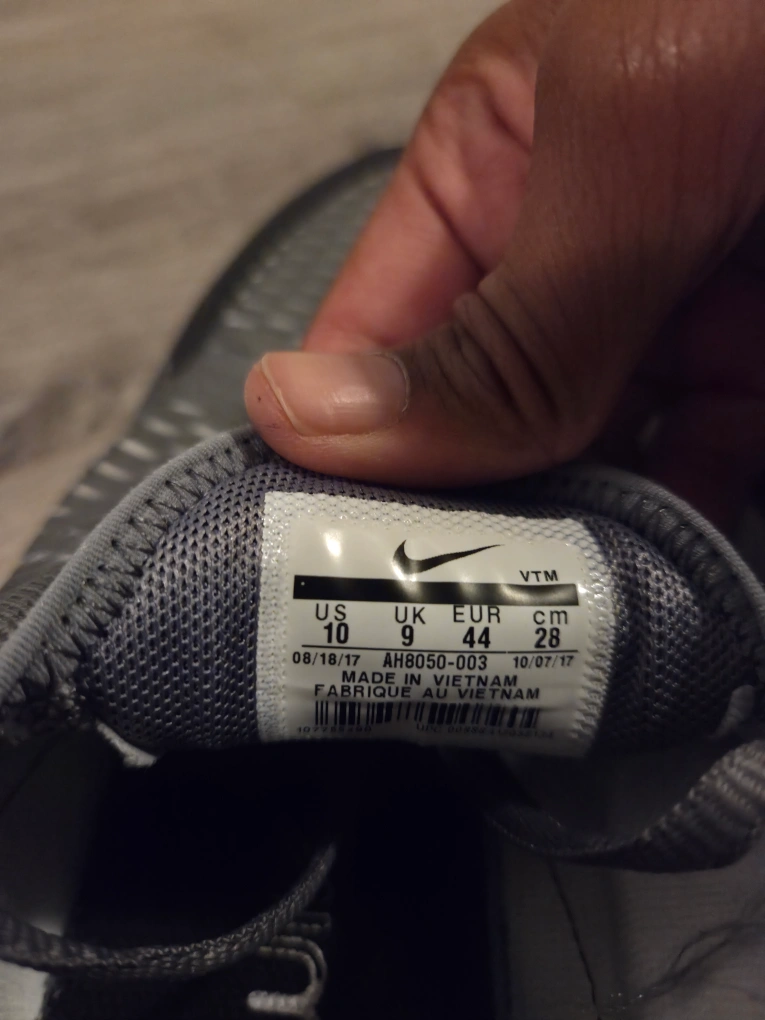 VTM
US UK EUR cm
10 9 44 28
08/18/17 AH8050-003 10/07/17
MADE IN VIETNAM
FABRIQUE AU VIETNAM
UPC